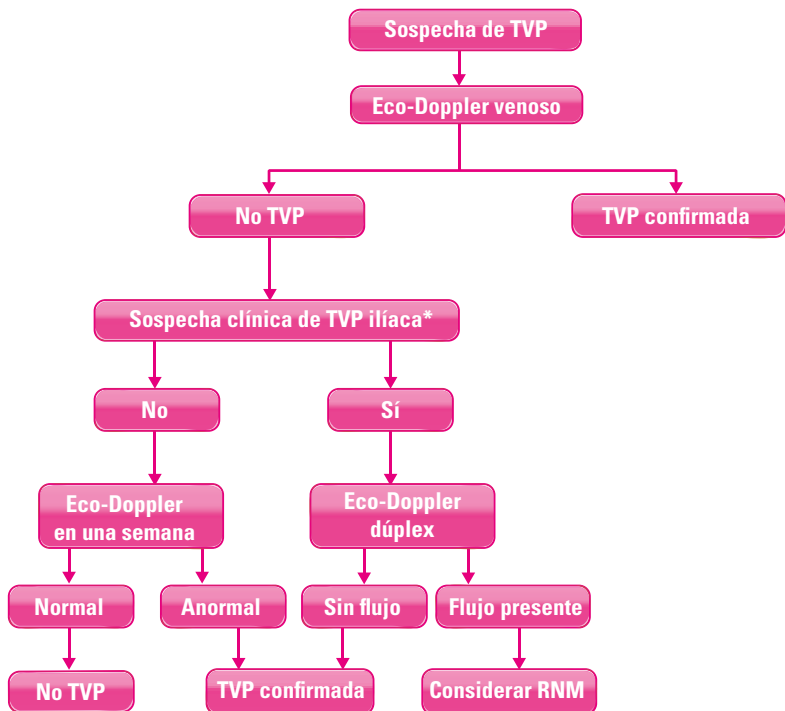 Sospecha de TVP
Eco-Doppler venoso
No TVP
TVP confirmada
Sospecha clínica de TVP ilíaca*
No
Sí
Eco-Doppler
en una semana
Eco-Doppler
dúplex
Normal
Anormal
Sin flujo
Flujo presente
No TVP
TVP confirmada
Considerar RNM